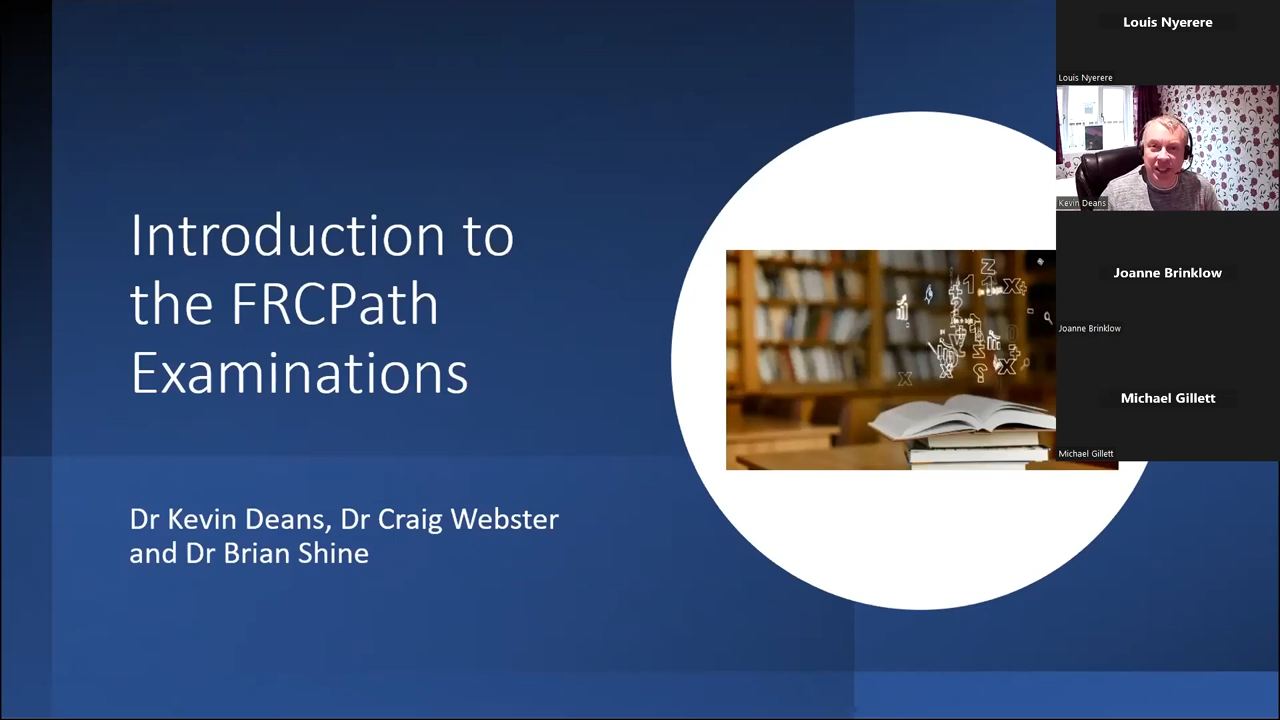 Introduction to
the FRCPath
Examinations
Dr Kevin Deans, Dr Craig Webster
and Dr Brian Shine
Louis Nyerere
Louis Nyerere
Kevin Deans
Joanne Brinklow
Joanne Brinklow
Michael Gillett
Michael Gillett